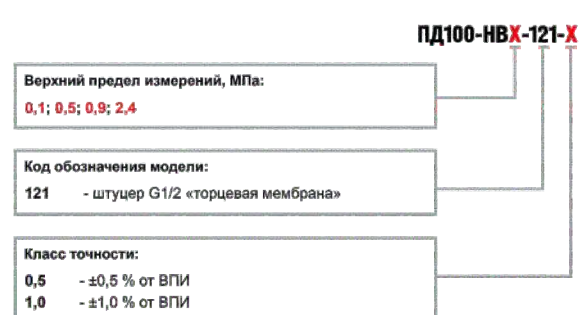 ПД100-НВХ-121-Х
Верхний предел измерений, МПа:
0,1; 0,5; 0,9; 2,4
Код обозначения модели:
121 - штуцер G1/2 «торцевая мембрана»
Класс точности:
0,5 - ±0,5 % от ВПИ
1,0 - ±1,0 % от ВПИ